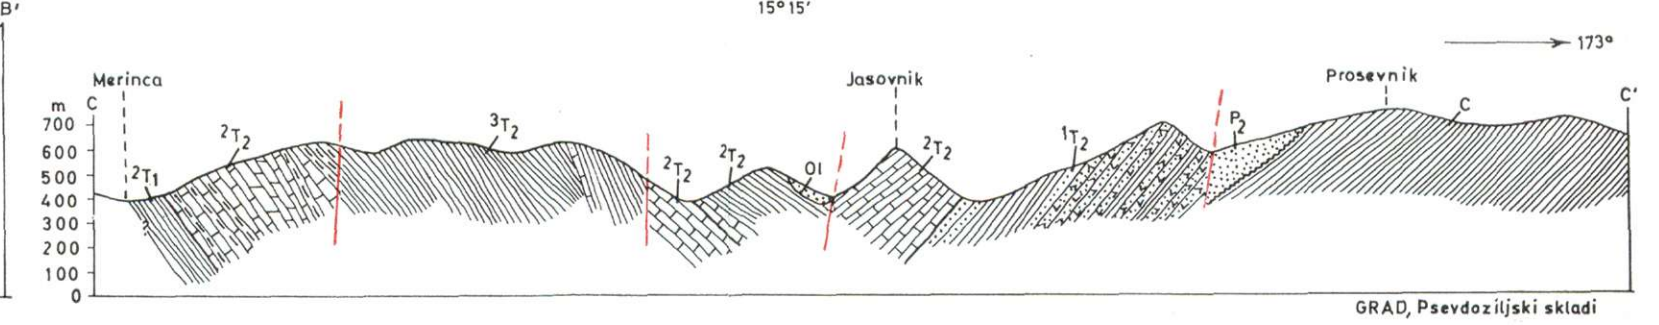 B'
15°15'
173°
Merinca
Jasovnik
Prosevnik
m C
C'
700
600
500
400
300
200
100
0
²T₁
²T₂
³T₂
²T₂
²T₂
Ol
²T₂
¹T₂
P₂
C
GRAD, Psevdoziljski skladi